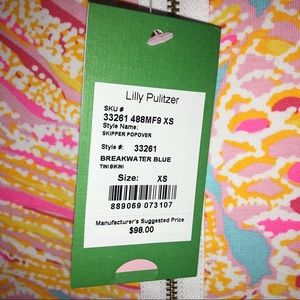 Lilly Pulitzer
SKU #
33261 488MF9 XS
Style Name:
SKIPPER POPOVER
Style #: 33261
BREAKWATER BLUE
TINI BIKINI
Size: XS
889069 073107
Manufacturer's Suggested Price
$98.00